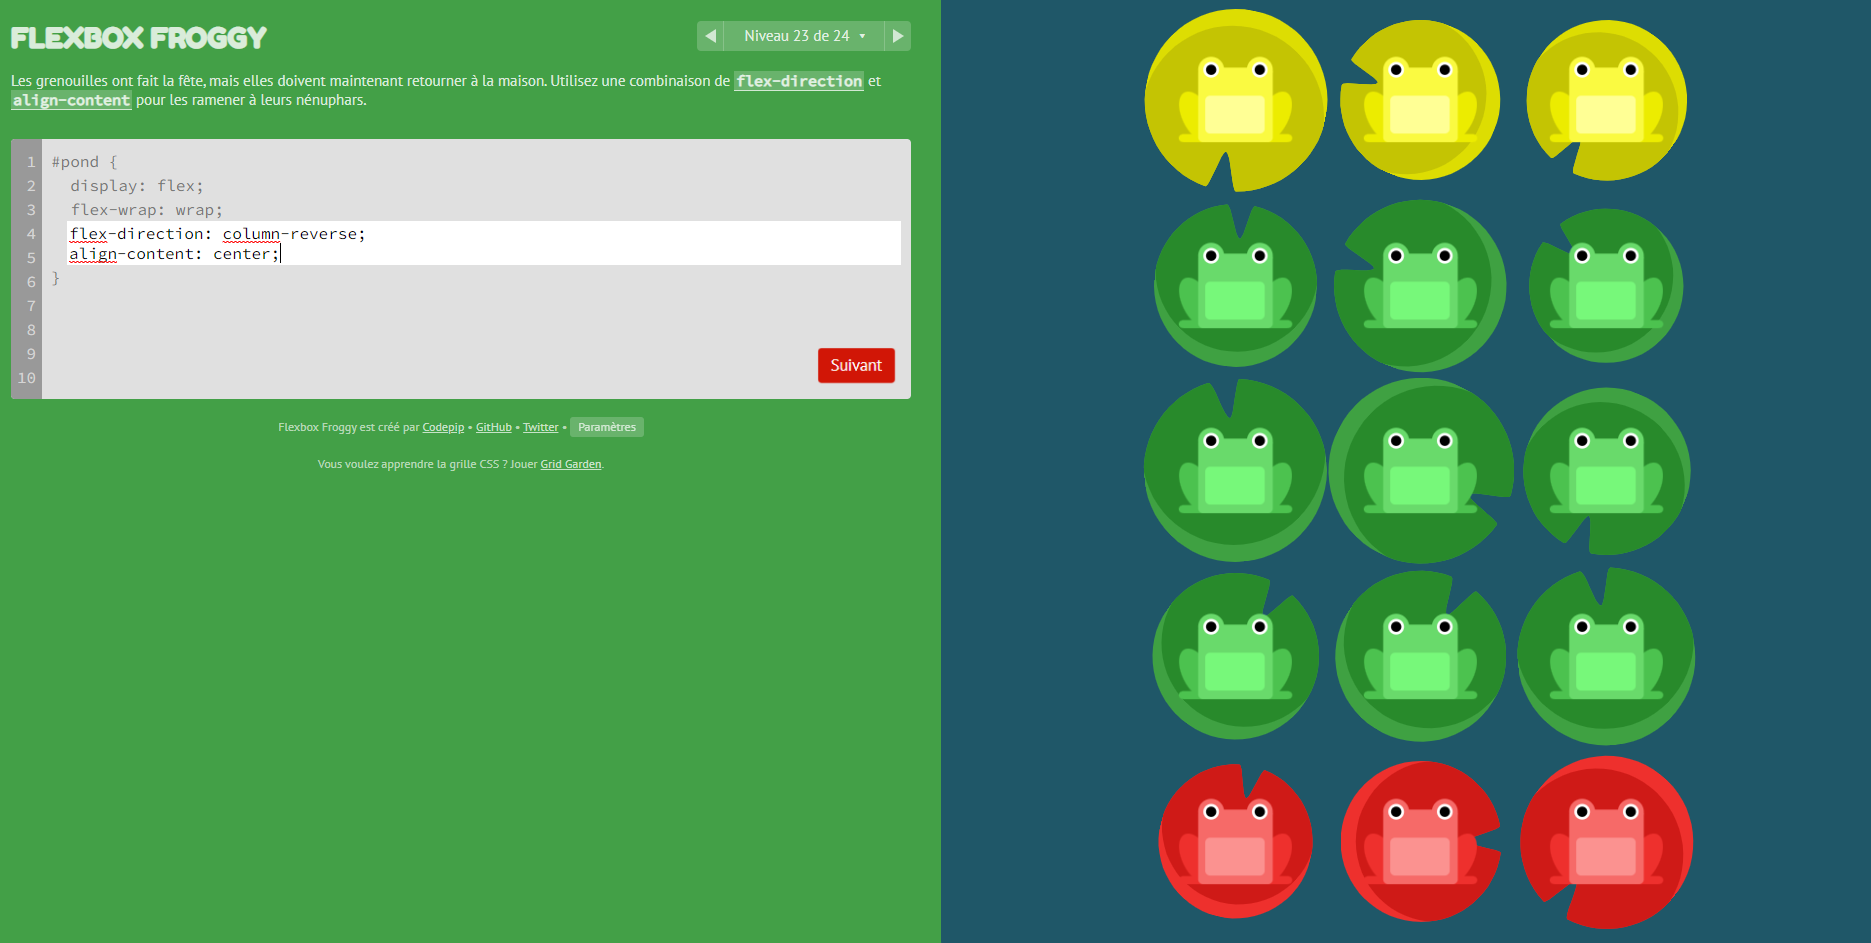 FLEXBOX FROGGY
◀ Niveau 23 de 24 ▾ ▶
Les grenouilles ont fait la fête, mais elles doivent maintenant retourner à la maison. Utilisez une combinaison de flex-direction et
align-content pour les ramener à leurs nénuphars.
1 #pond {
2 display: flex;
3 flex-wrap: wrap;
4 flex-direction: column-reverse;
5 align-content: center;
6 }
7
8
9
10
Suivant
Flexbox Froggy est créé par Codepip • GitHub • Twitter • Paramètres
Vous voulez apprendre la grille CSS ? Jouer Grid Garden.